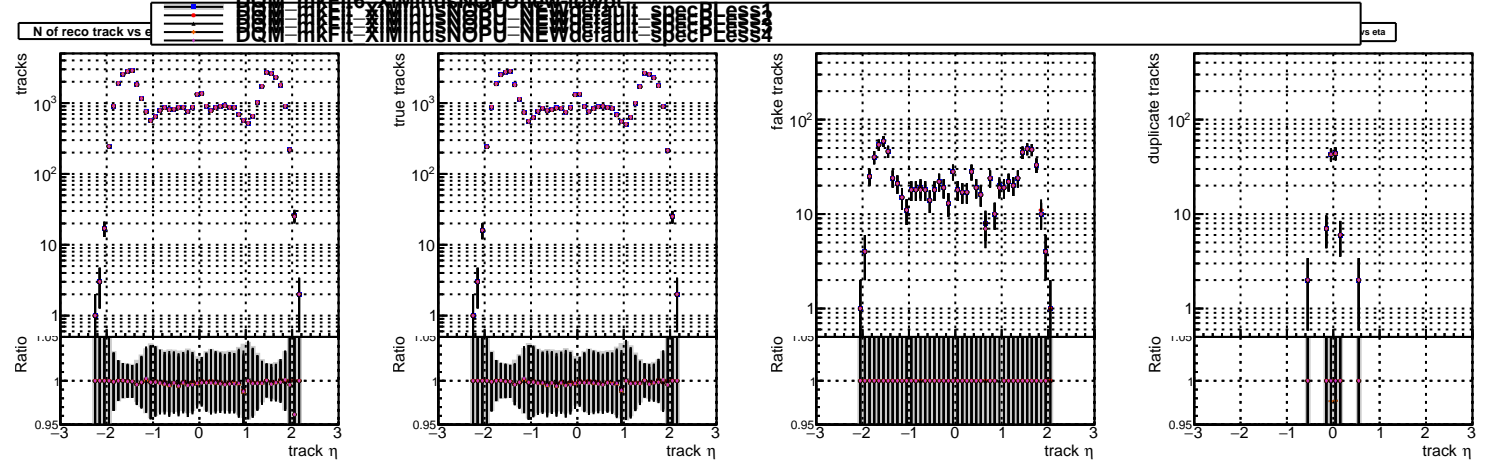 DQM_mkFit_XiMinusNOPU_NEWdefault_specPLess1
DQM_mkFit_XiMinusNOPU_NEWdefault_specPLess4
N of reco track vs e
vs eta
tracks
10³
10²
10
1
Ratio
1.05
1
0.95
−3 −2 −1 0 1 2 3
track η
true tracks
10³
10²
10
1
Ratio
1.05
1
0.95
−3 −2 −1 0 1 2 3
track η
fake tracks
10²
10
1
Ratio
1.05
1
0.95
−3 −2 −1 0 1 2 3
track η
duplicate tracks
10²
10
1
Ratio
1.05
1
0.95
−3 −2 −1 0 1 2 3
track η